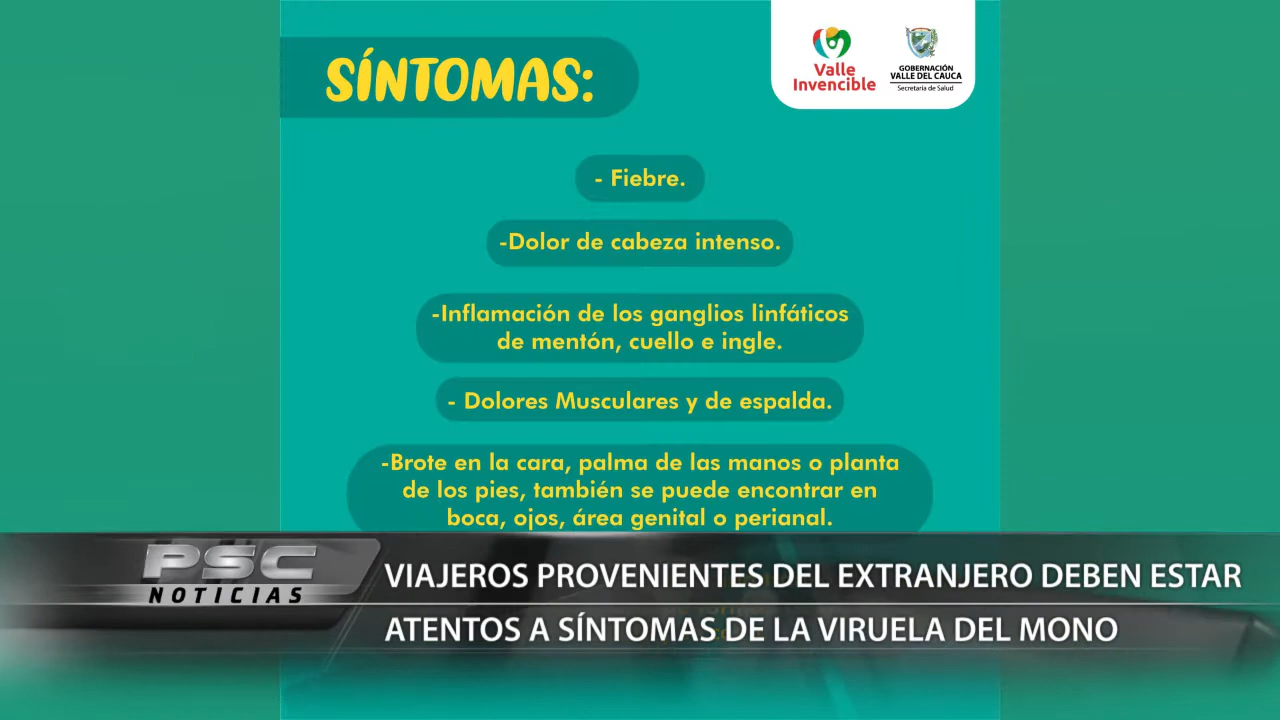 SÍNTOMAS:
Valle
Invencible
GOBERNACIÓN
VALLE DEL CAUCA
Secretaría de Salud
- Fiebre.
-Dolor de cabeza intenso.
-Inflamación de los ganglios linfáticos
de mentón, cuello e ingle.
- Dolores Musculares y de espalda.
-Brote en la cara, palma de las manos o planta
de los pies, también se puede encontrar en
boca, ojos, área genital o perianal.
PSC
NOTICIAS
VIAJEROS PROVENIENTES DEL EXTRANJERO DEBEN ESTAR
ATENTOS A SÍNTOMAS DE LA VIRUELA DEL MONO